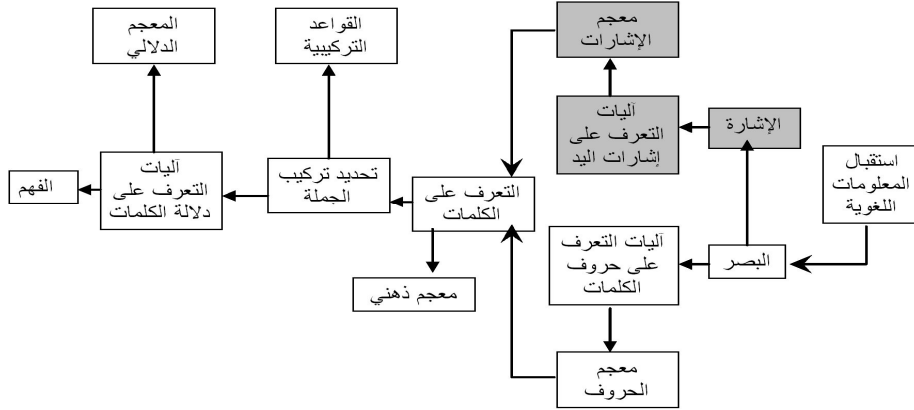 معجم
الإشارات
القواعد
التركيبية
المعجم
الدلالي
آليات
التعرف على
إشارات اليد
الإشارة
استقبال
المعلومات
اللغوية
آليات
التعرف على
دلالة الكلمات
تحديد تركيب
الجملة
التعرف على
الكلمات
الفهم
آليات التعرف
على حروف
الكلمات
البصر
معجم ذهني
معجم
الحروف